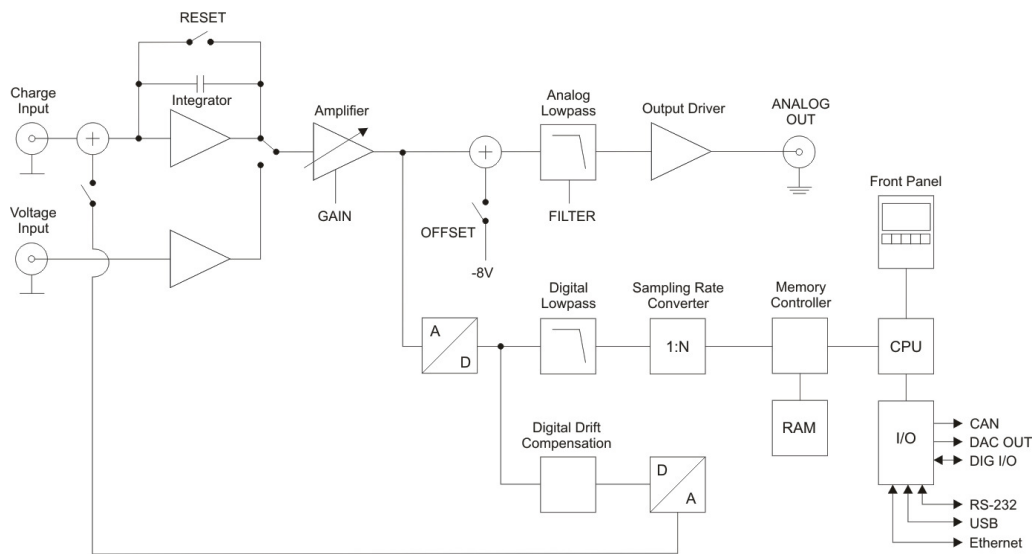 RESET
Charge
Input
Integrator
Amplifier
Analog
Lowpass
Output Driver
ANALOG
OUT
Front Panel
Voltage
Input
GAIN
OFFSET
FILTER
-8V
Digital
Lowpass
Sampling Rate
Converter
Memory
Controller
A
D
1:N
CPU
RAM
I/O
CAN
DAC OUT
DIG I/O
Digital Drift
Compensation
D
A
RS-232
USB
Ethernet